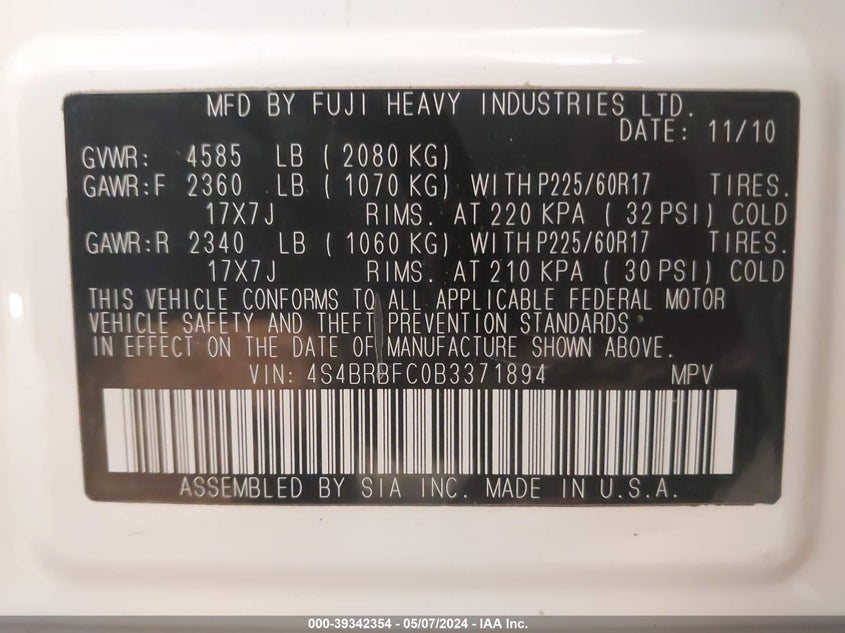 MFD BY FUJI HEAVY INDUSTRIES LTD.
DATE: 11/10
GVWR: 4585 LB ( 2080 KG)
GAWR:F 2360 LB ( 1070 KG) WITH P225/60R17 TIRES.
17X7J RIMS. AT 220 KPA ( 32 PSI) COLD
GAWR:R 2340 LB ( 1060 KG) WITH P225/60R17 TIRES.
17X7J RIMS. AT 210 KPA ( 30 PSI) COLD
THIS VEHICLE CONFORMS TO ALL APPLICABLE FEDERAL MOTOR
VEHICLE SAFETY AND THEFT PREVENTION STANDARDS
IN EFFECT ON THE DATE OF MANUFACTURE SHOWN ABOVE.
VIN: 4S4BRBFC0B3371894 MPV
ASSEMBLED BY SIA INC. MADE IN U.S.A.
000-39342354 - 05/07/2024 - IAA Inc.